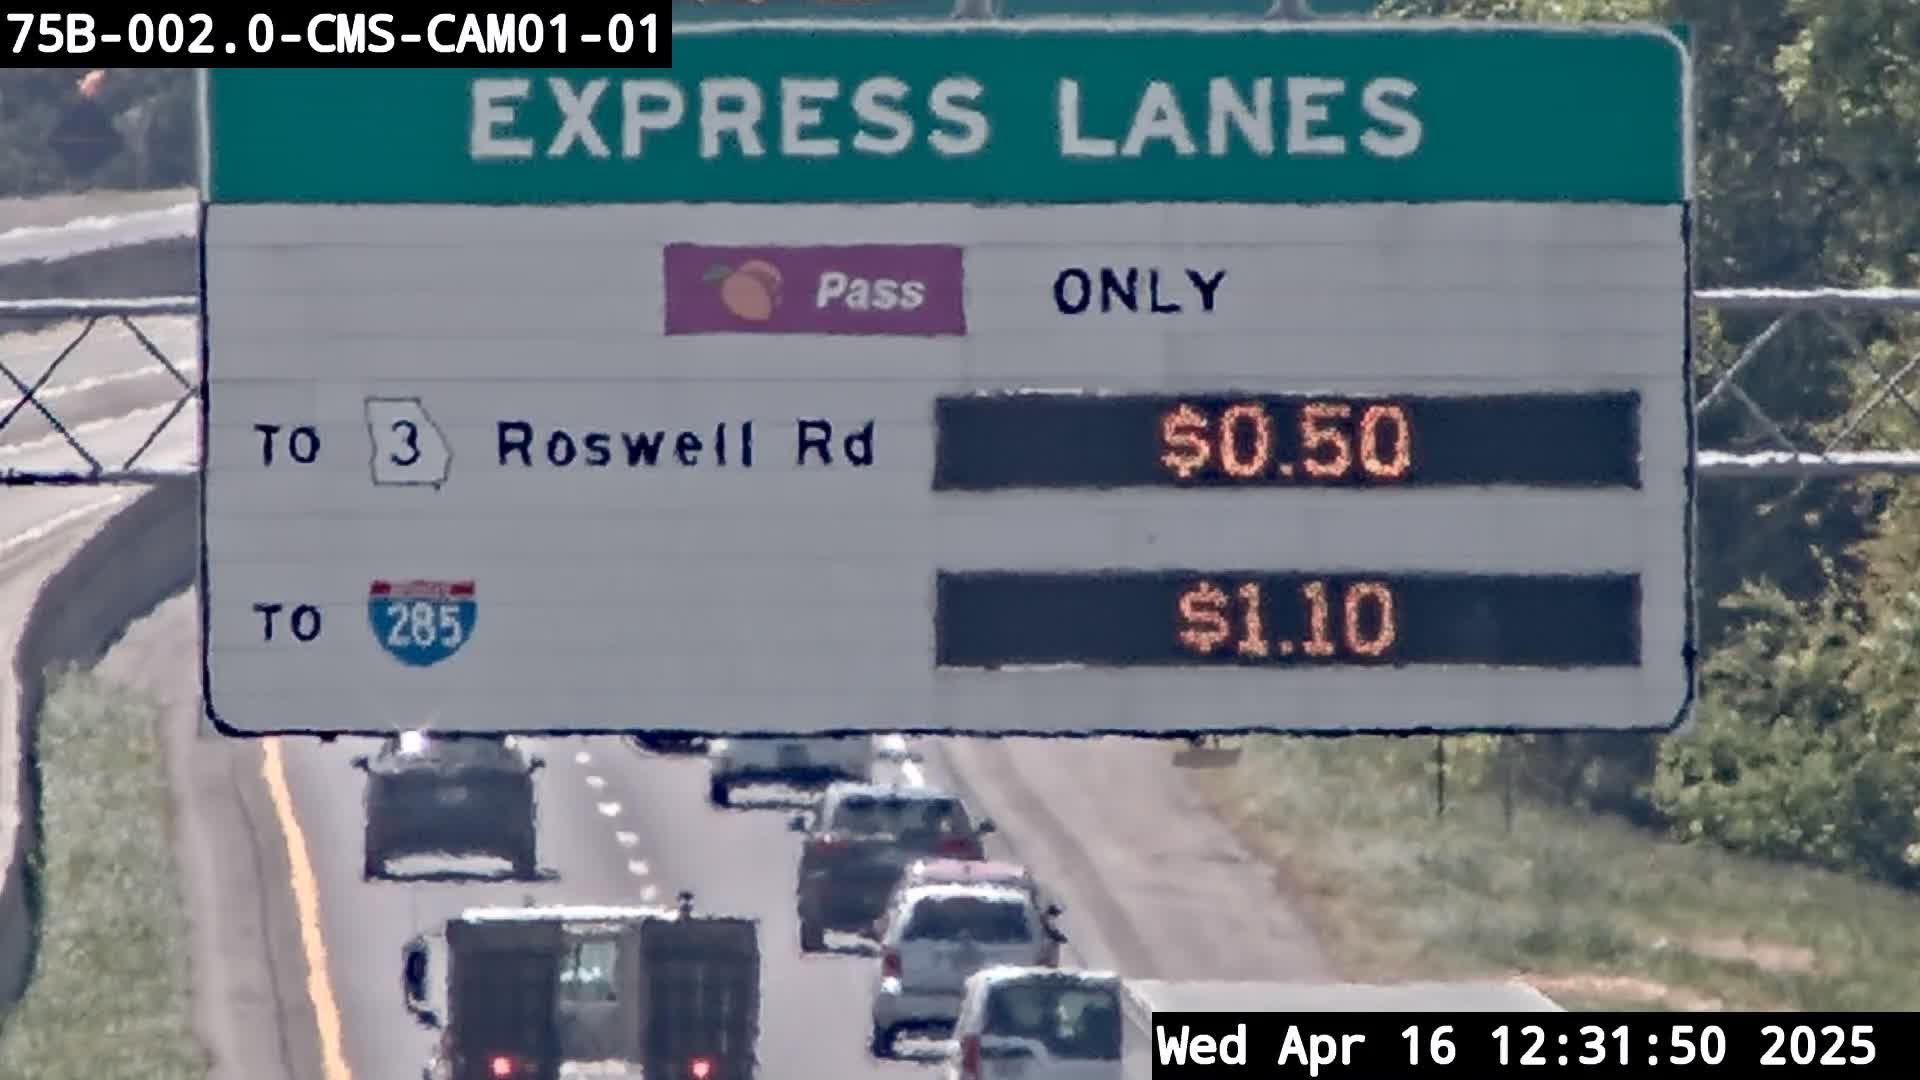 75B-002.0-CMS-CAM01-01
EXPRESS LANES
Pass ONLY
TO 3 Roswell Rd $0.50
TO 285 $1.10
Wed Apr 16 12:31:50 2025